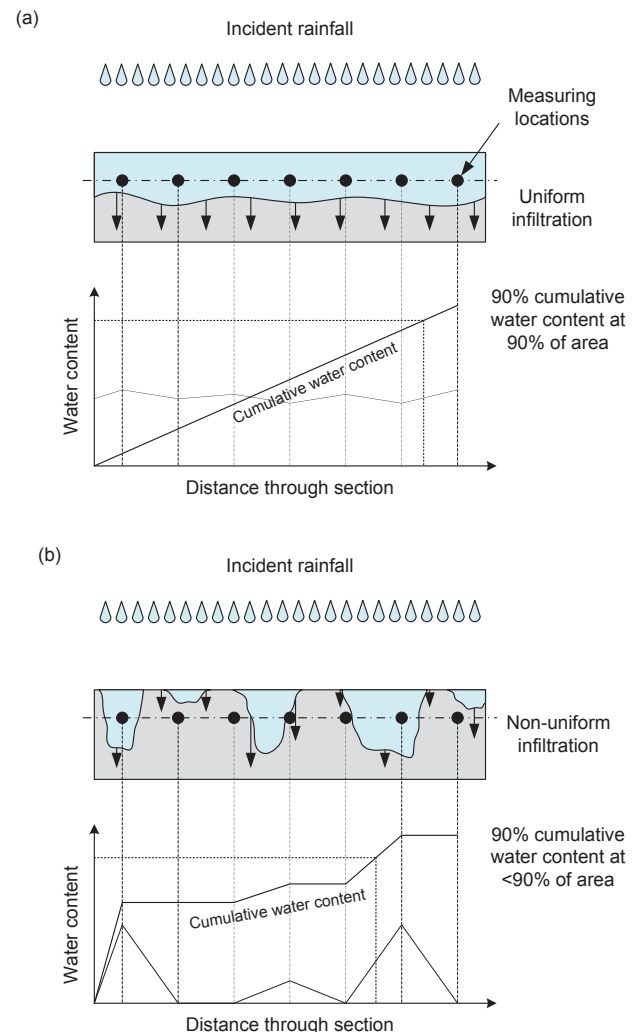 (a)
Incident rainfall
Measuring
locations
Uniform
infiltration
90% cumulative
water content at
90% of area
Water content
Cumulative water content
Distance through section
(b)
Incident rainfall
Non-uniform
infiltration
90% cumulative
water content at
<90% of area
Water content
Cumulative water content
Distance through section